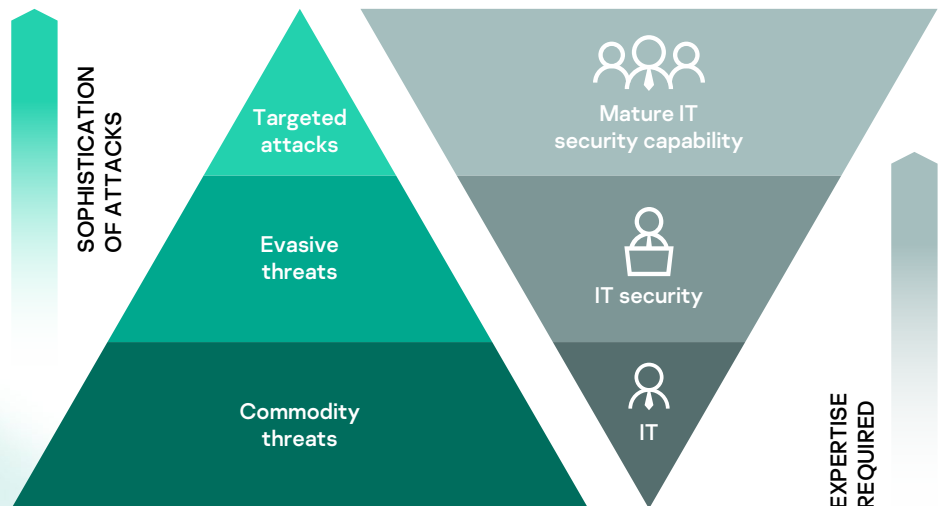 SOPHISTICATION
OF ATTACKS
Targeted
attacks
Evasive
threats
Commodity
threats
Mature IT
security capability
IT security
IT
EXPERTISE
REQUIRED